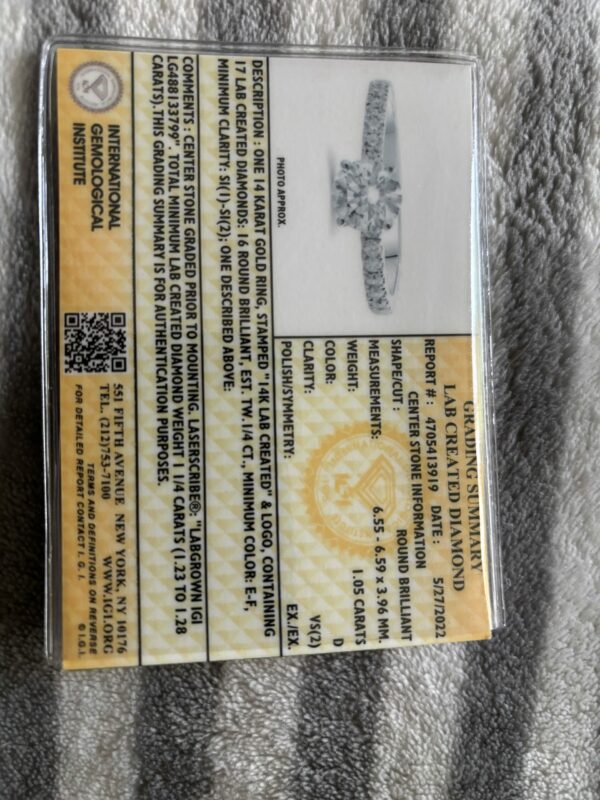 GRADING SUMMARY
LAB CREATED DIAMOND
REPORT # : 4705413919 DATE : 5/27/2022
CENTER STONE INFORMATION
SHAPE/CUT : ROUND BRILLIANT
MEASUREMENTS: 6.55 - 6.59 x 3.96 MM.
WEIGHT: 1.05 CARATS
COLOR: D
CLARITY: VS(2)
POLISH/SYMMETRY: EX./EX.
PHOTO APPROX.
DESCRIPTION : ONE 14 KARAT GOLD RING, STAMPED "14K LAB CREATED" & LOGO, CONTAINING
17 LAB CREATED DIAMONDS: 16 ROUND BRILLIANT, EST. TW. 1/4 CT., MINIMUM COLOR: E-F,
MINIMUM CLARITY: SI(1)-SI(2); ONE DESCRIBED ABOVE:
COMMENTS : CENTER STONE GRADED PRIOR TO MOUNTING. LASERSCRIBE®: "LABGROWN IGI
LG488133799". TOTAL MINIMUM LAB CREATED DIAMOND WEIGHT 1 1/4 CARATS (1.23 TO 1.28
CARATS).THIS GRADING SUMMARY IS FOR AUTHENTICATION PURPOSES.
INTERNATIONAL
GEMOLOGICAL
INSTITUTE
551 FIFTH AVENUE NEW YORK, NY 10176
TEL. (212)753-7100 WWW.IGI.ORG
TERMS AND DEFINITIONS ON REVERSE
FOR DETAILED REPORT CONTACT I. G. I. © I.G.I.